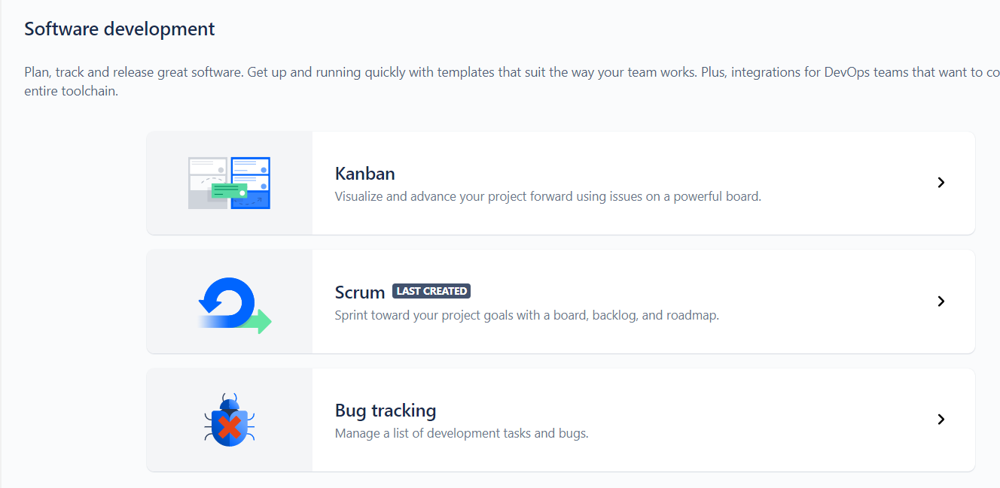 Software development
Plan, track and release great software. Get up and running quickly with templates that suit the way your team works. Plus, integrations for DevOps teams that want to co
entire toolchain.
Kanban
Visualize and advance your project forward using issues on a powerful board.
Scrum LAST CREATED
Sprint toward your project goals with a board, backlog, and roadmap.
Bug tracking
Manage a list of development tasks and bugs.